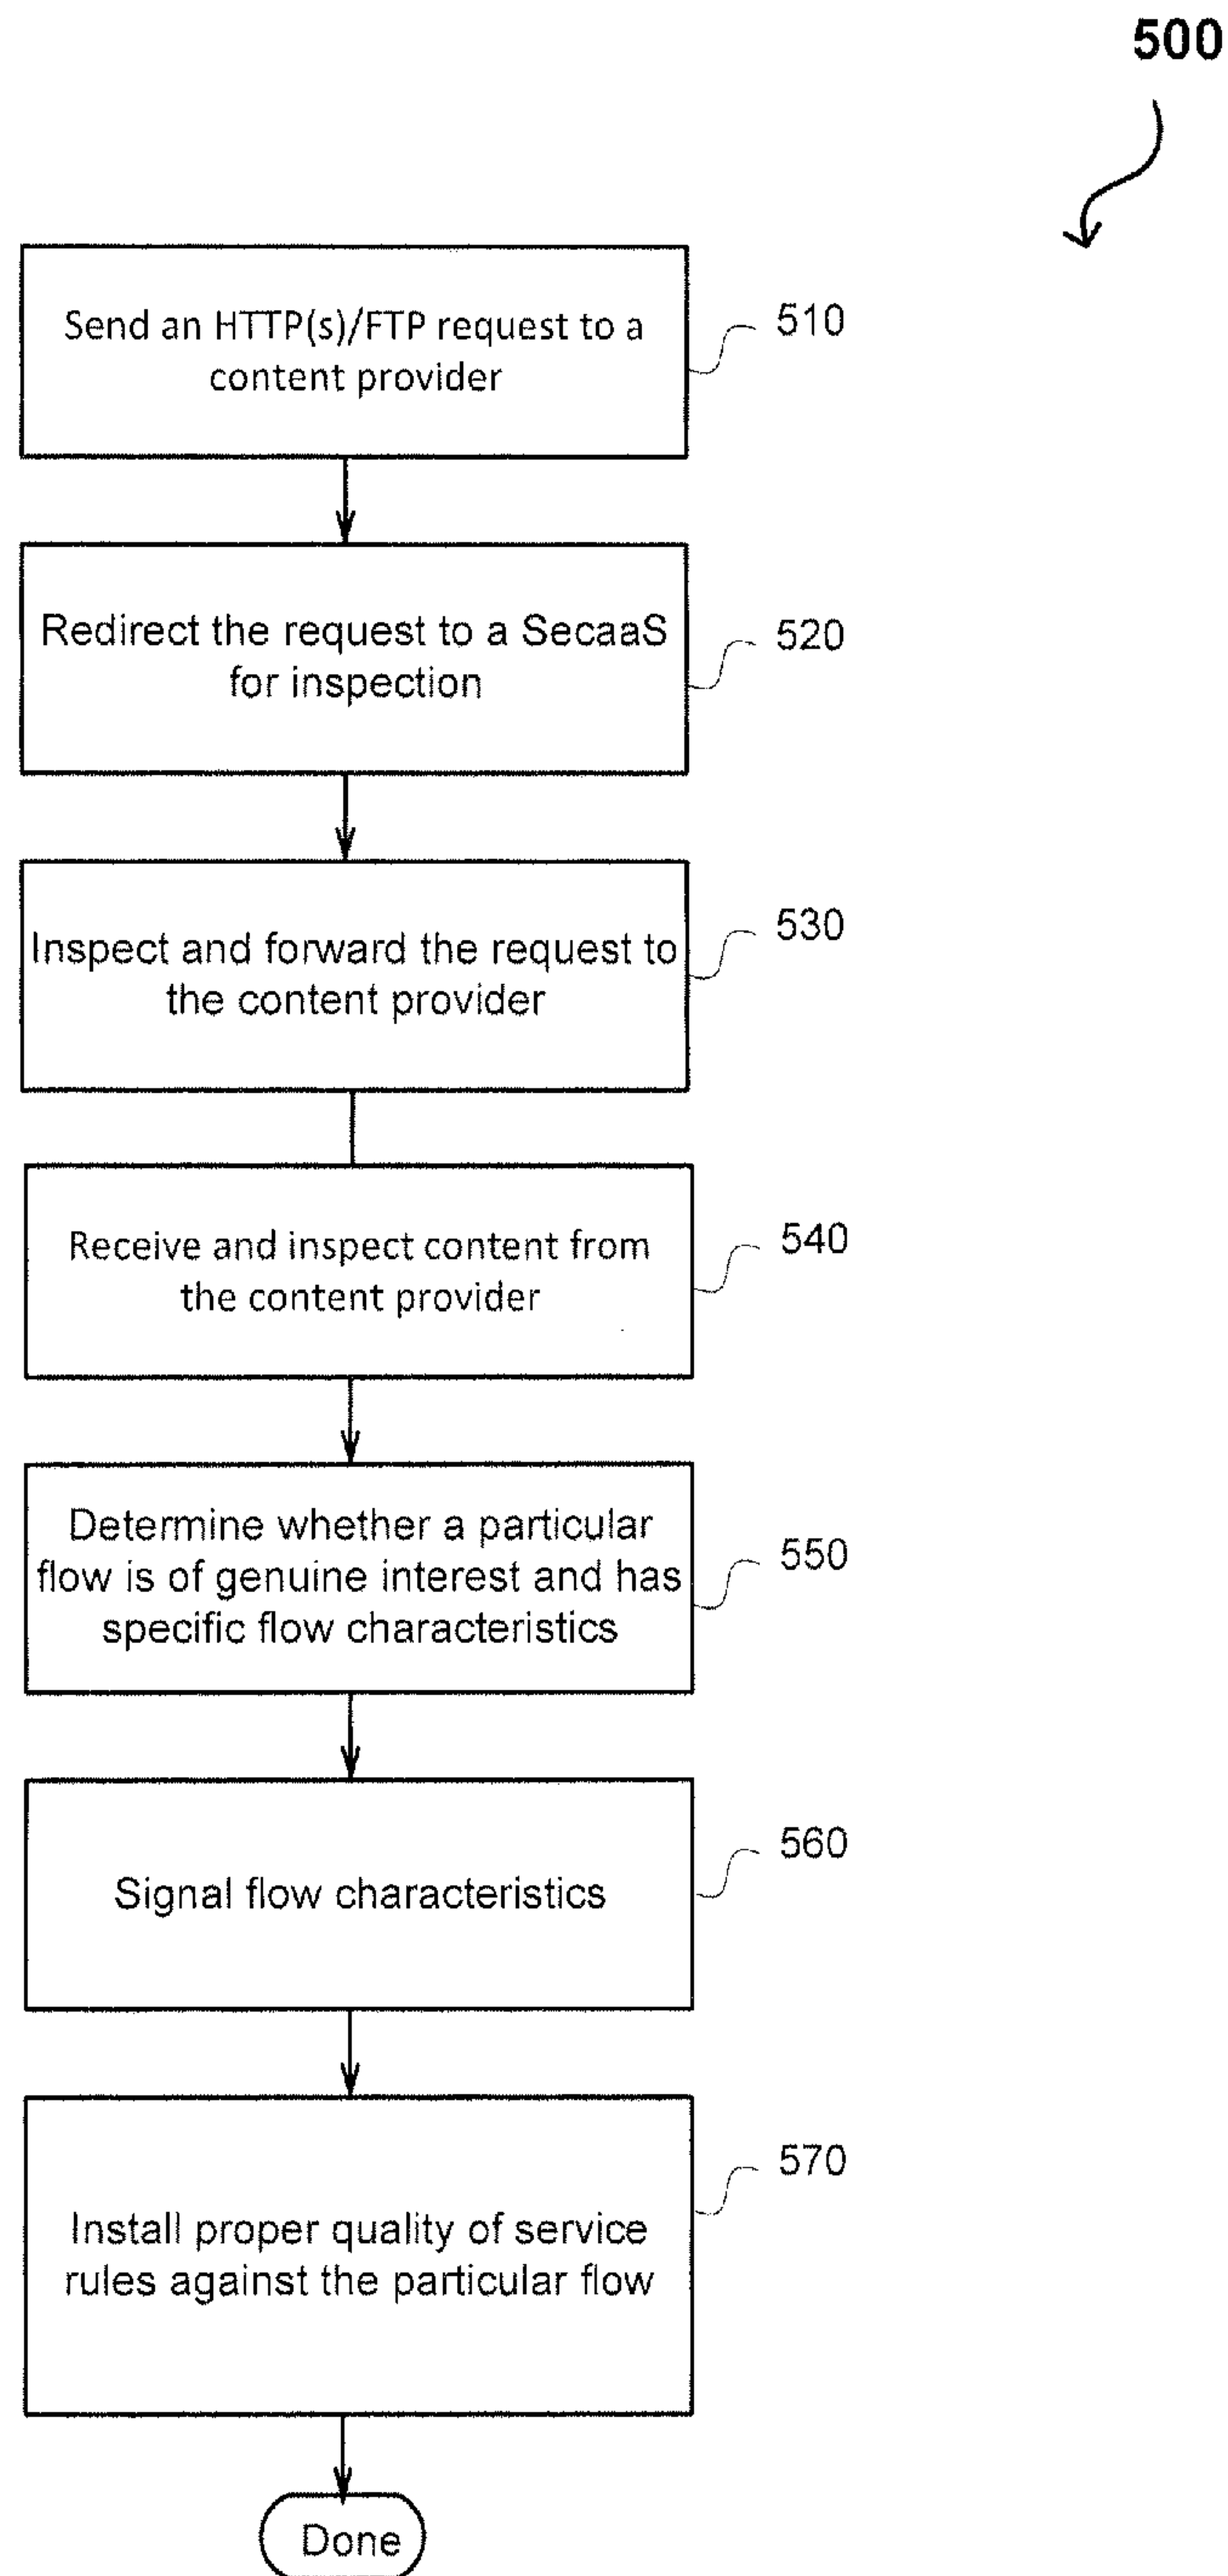 500
Send an HTTP(s)/FTP request to a
content provider
510
Redirect the request to a SecaaS
for inspection
520
Inspect and forward the request to
the content provider
530
Receive and inspect content from
the content provider
540
Determine whether a particular
flow is of genuine interest and has
specific flow characteristics
550
Signal flow characteristics
560
Install proper quality of service
rules against the particular flow
570
Done